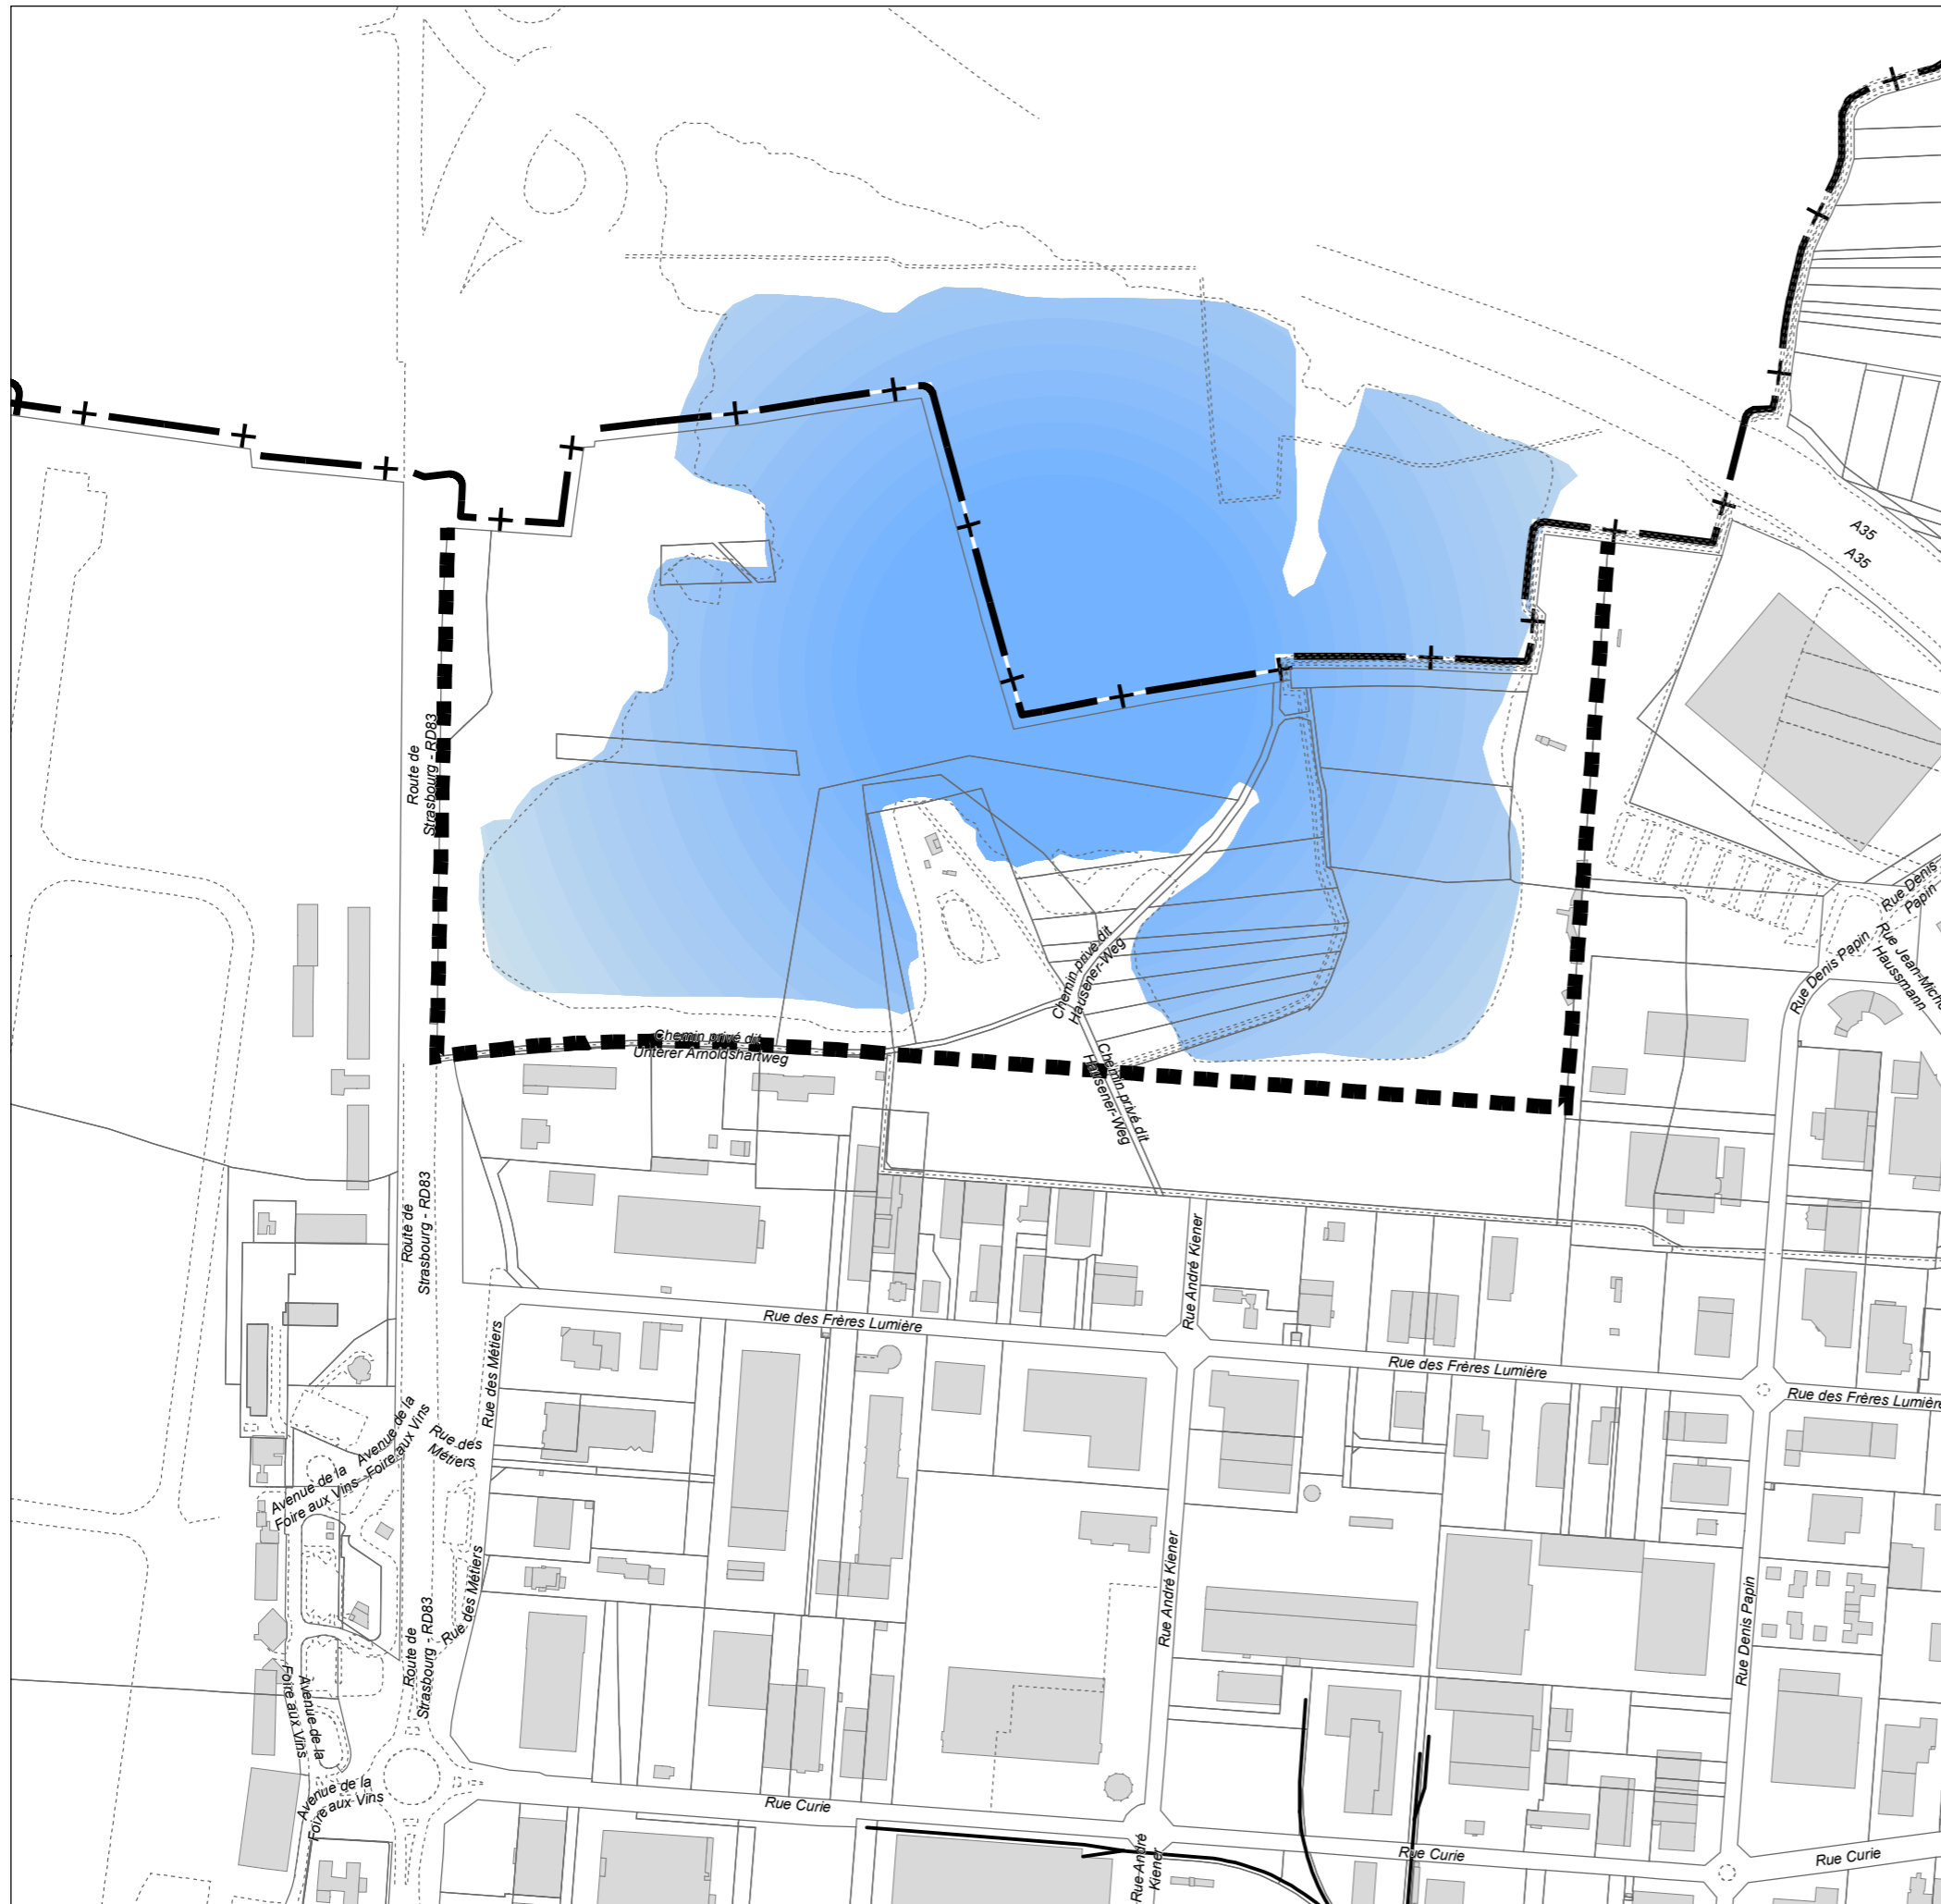 A35
A35
Route de
Strasbourg - RD83
Rue Denis
Papin
Rue Denis Papin
Rue Jean-Miche
Haussmann
Chemin privé dit
Hausener-Weg
Chemin privé dit
Unterer Arnoldshartweg
Chemin privé dit
Hausener-Weg
Route de
Strasbourg - RD83
Rue André Kiener
Rue des Frères Lumière
Rue des Métiers
Rue des Frères Lumière
Rue des Frères Lumière
Avenue de la
Foire aux Vins
Rue des
Métiers
Avenue de la
Foire aux Vins
Rue André Kiener
Rue des Métiers
Rue Denis Papin
Route de
Strasbourg - RD83
Avenue de la
Foire aux Vins
Avenue de la
Foire aux Vins
Rue Curie
Rue André
Kiener
Rue Curie
Rue Curie